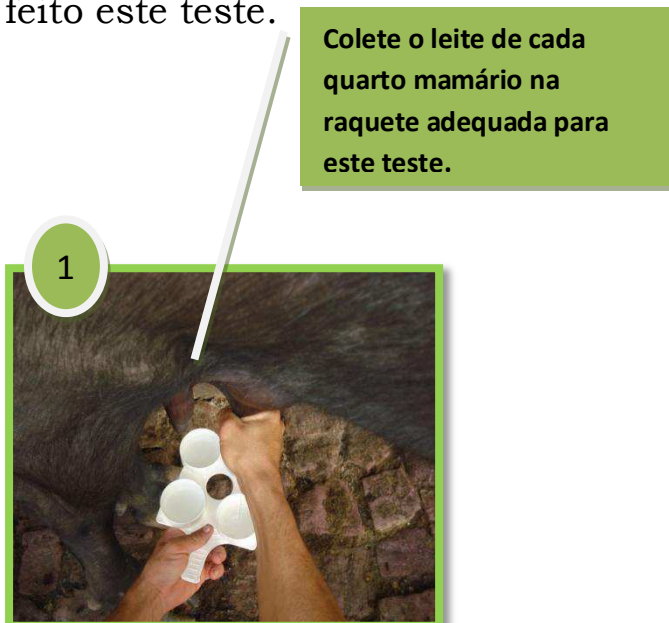 feito este teste.
Colete o leite de cada
quarto mamário na
raquete adequada para
este teste.
1